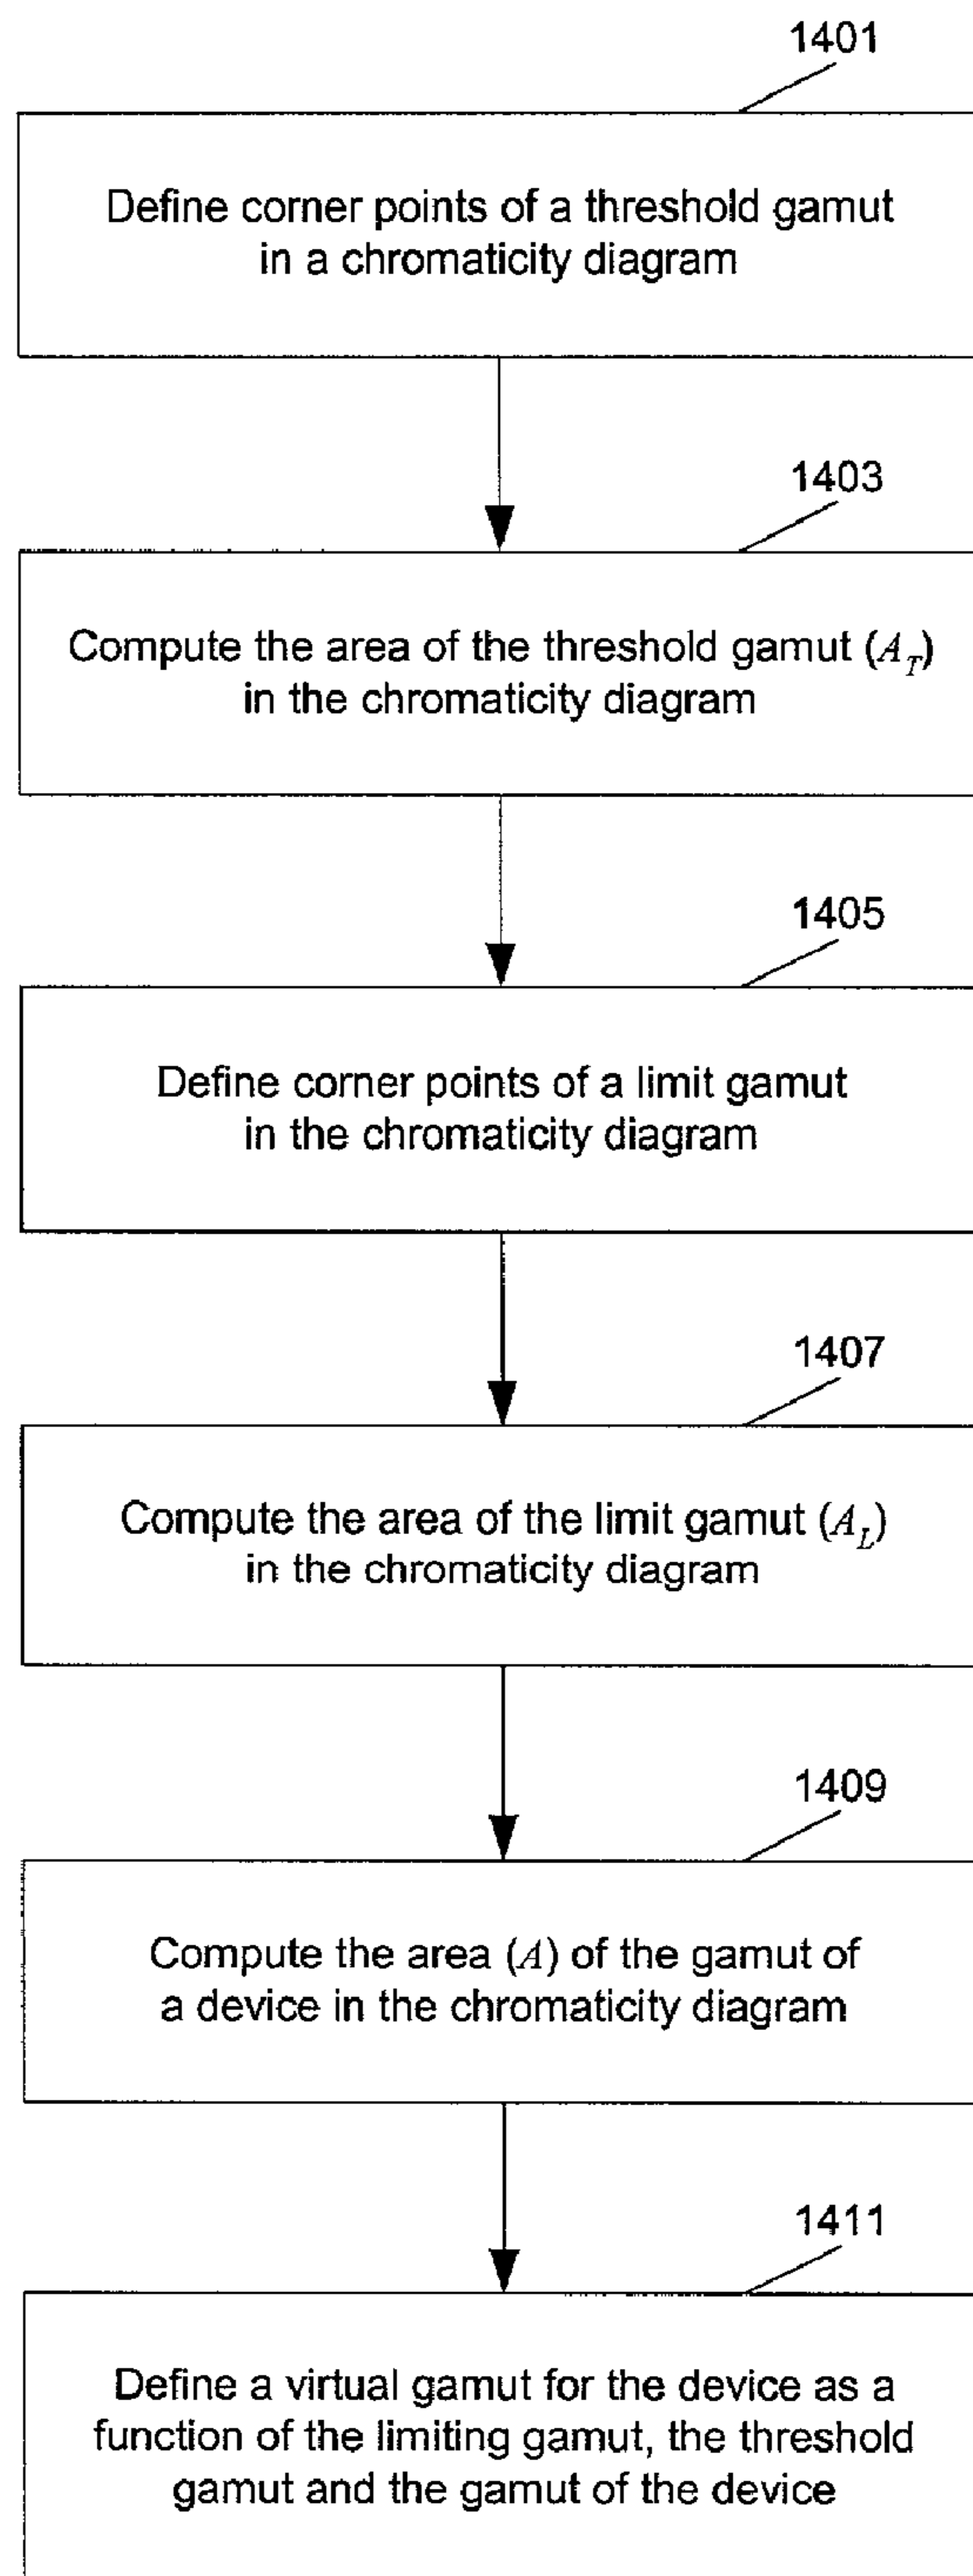 1401
Define corner points of a threshold gamut
in a chromaticity diagram
1403
Compute the area of the threshold gamut (A_T)
in the chromaticity diagram
1405
Define corner points of a limit gamut
in the chromaticity diagram
1407
Compute the area of the limit gamut (A_L)
in the chromaticity diagram
1409
Compute the area (A) of the gamut of
a device in the chromaticity diagram
1411
Define a virtual gamut for the device as a
function of the limiting gamut, the threshold
gamut and the gamut of the device